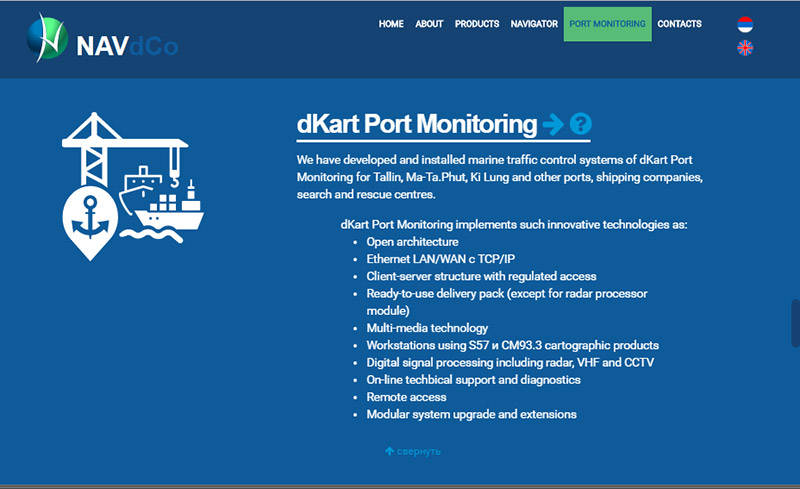 HOME ABOUT PRODUCTS NAVIGATOR PORT MONITORING CONTACTS
NAVdCo
dKart Port Monitoring
We have developed and installed marine traffic control systems of dKart Port
Monitoring for Tallin, Ma-Ta.Phut, Ki Lung and other ports, shipping companies,
search and rescue centres.
dKart Port Monitoring implements such innovative technologies as:
• Open architecture
• Ethernet LAN/WAN с TCP/IP
• Client-server structure with regulated access
• Ready-to-use delivery pack (except for radar processor
module)
• Multi-media technology
• Workstations using S57 и CM93.3 cartographic products
• Digital signal processing including radar, VHF and CCTV
• On-line techbical support and diagnostics
• Remote access
• Modular system upgrade and extensions
свернуть